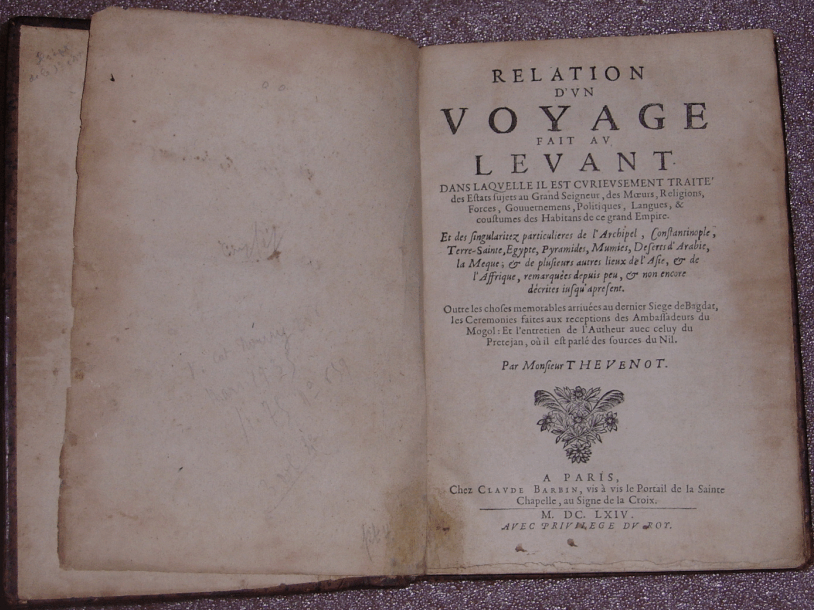 RELATION
D'VN
VOYAGE
FAIT AV
LEVANT.
DANS LAQVELLE IL EST CVRIEVSEMENT TRAITE'
des Eſtats ſujets au Grand Seigneur, des Mœurs, Religions,
Forces, Gouuernemens, Politiques, Langues, &
couſtumes des Habitans de ce grand Empire.
Et des ſingularitez particulieres de l'Archipel, Conſtantinople,
Terre-Sainte, Egypte, Pyramides, Mumies, Deſerts d'Arabie,
la Meque; & de pluſieurs autres lieux de l'Aſie, & de
l'Affrique, remarquées depuis peu, & non encore
décrites iuſqu'apreſent.
Outre les choſes memorables arriuées au dernier Siege de Bagdat,
les Ceremonies faites aux receptions des Ambaſſadeurs du
Mogol: Et l'entretien de l'Autheur auec celuy du
Pretejan, où il eſt parlé des ſources du Nil.
Par Monſieur THEVENOT.
A PARIS,
Chez CLAVDE BARBIN, vis à vis le Portail de la Sainte
Chapelle, au Signe de la Croix.
M. DC. LXIV.
AVEC PRIVILEGE DV ROY.